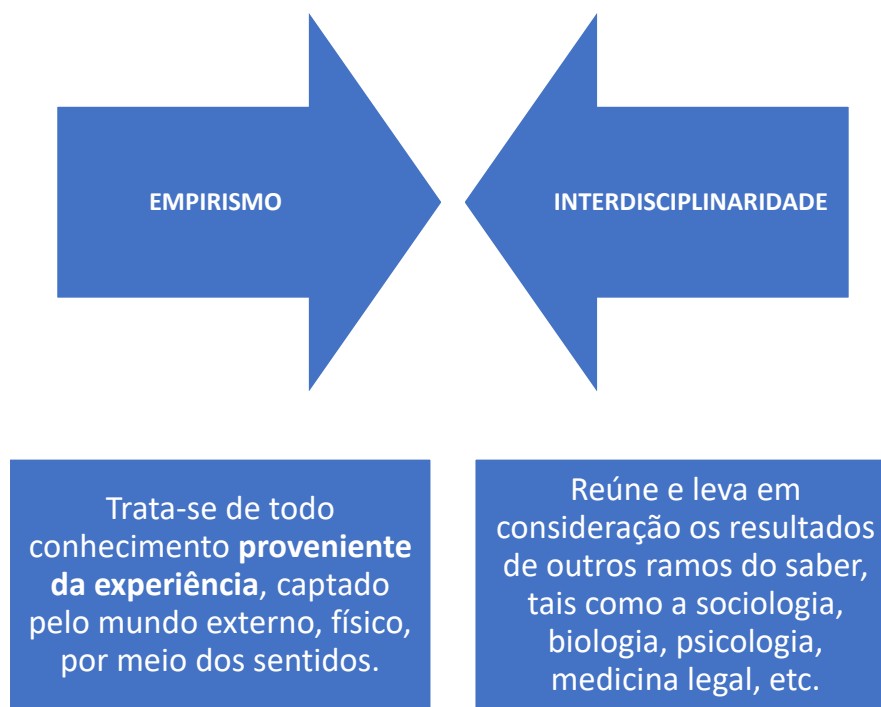 EMPIRISMO
INTERDISCIPLINARIDADE
Trata-se de todo
conhecimento proveniente
da experiência, captado
pelo mundo externo, físico,
por meio dos sentidos.
Reúne e leva em
consideração os resultados
de outros ramos do saber,
tais como a sociologia,
biologia, psicologia,
medicina legal, etc.